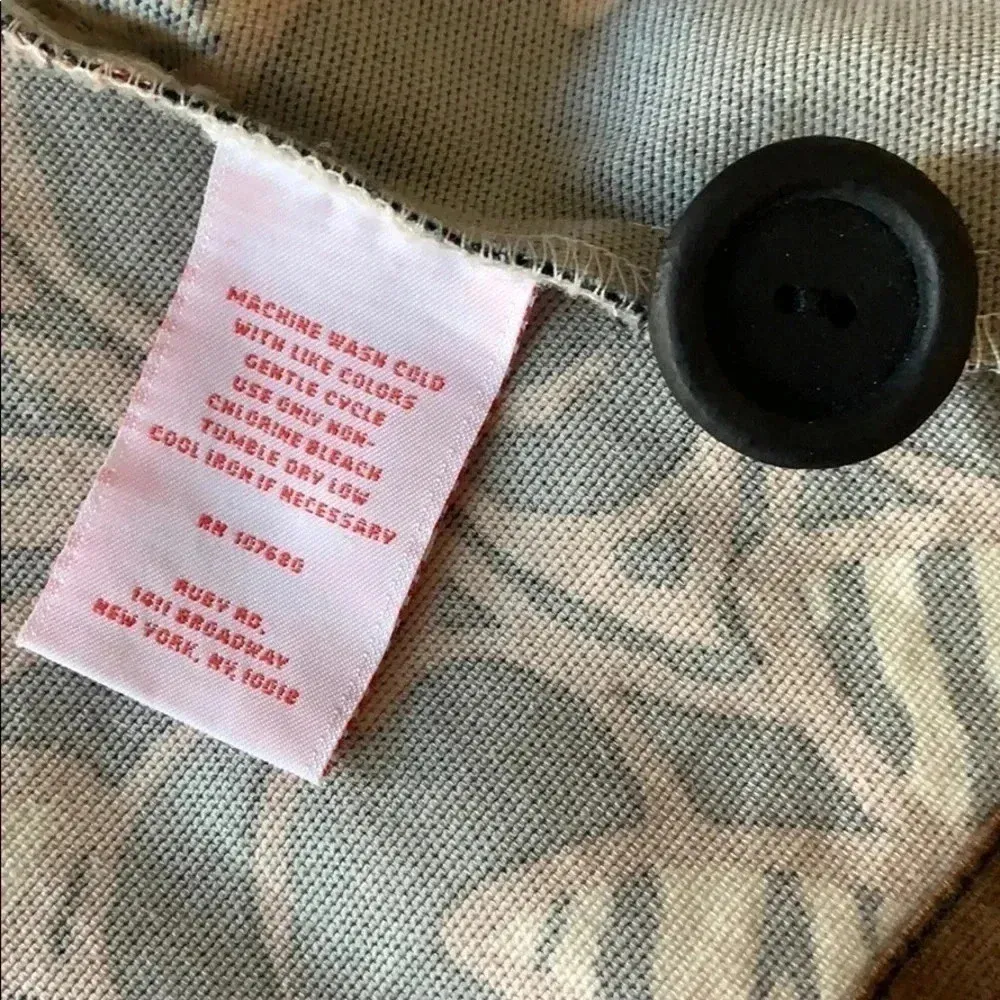 MACHINE WASH COLD
WITH LIKE COLORS
GENTLE CYCLE
USE ONLY NON-
CHLORINE BLEACH
TUMBLE DRY LOW
COOL IRON IF NECESSARY
RN 107686
RUBY RD.
1411 BROADWAY
NEW YORK, NY, 10018